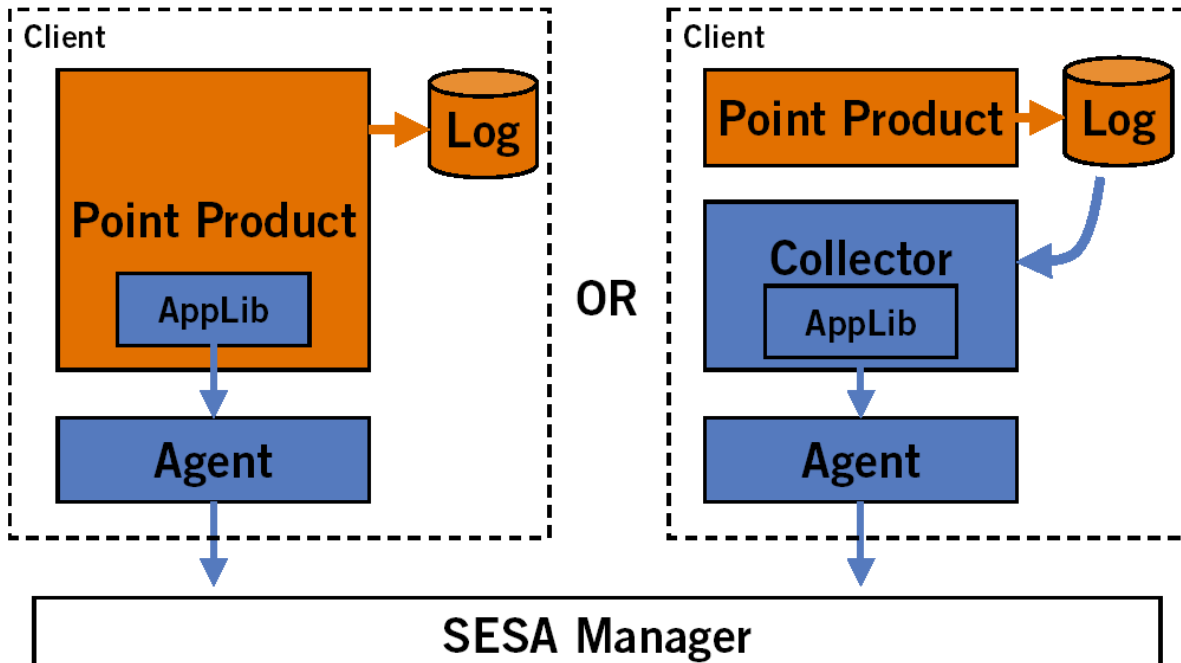 Client
Point Product
Log
AppLib
Agent
OR
Client
Point Product
Log
Collector
AppLib
Agent
SESA Manager